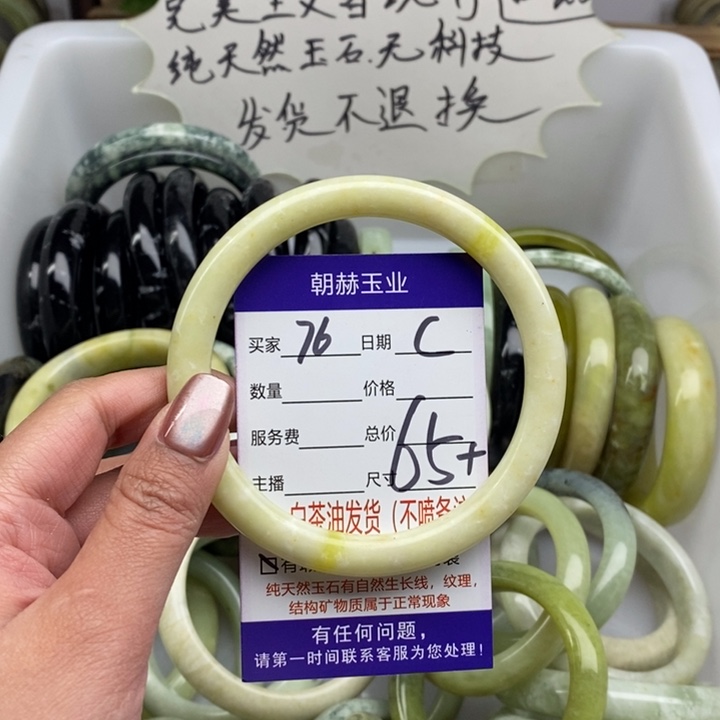 纯天然玉石.无科技
发货不退换
朝赫玉业
买家 76 日期 C
数量 价格
服务费 总价
主播 尺寸 65+
白茶油发货(不喷
纯天然玉石有自然生长线，纹理，
结构矿物质属于正常现象
有任何问题，
请第一时间联系客服为您处理!